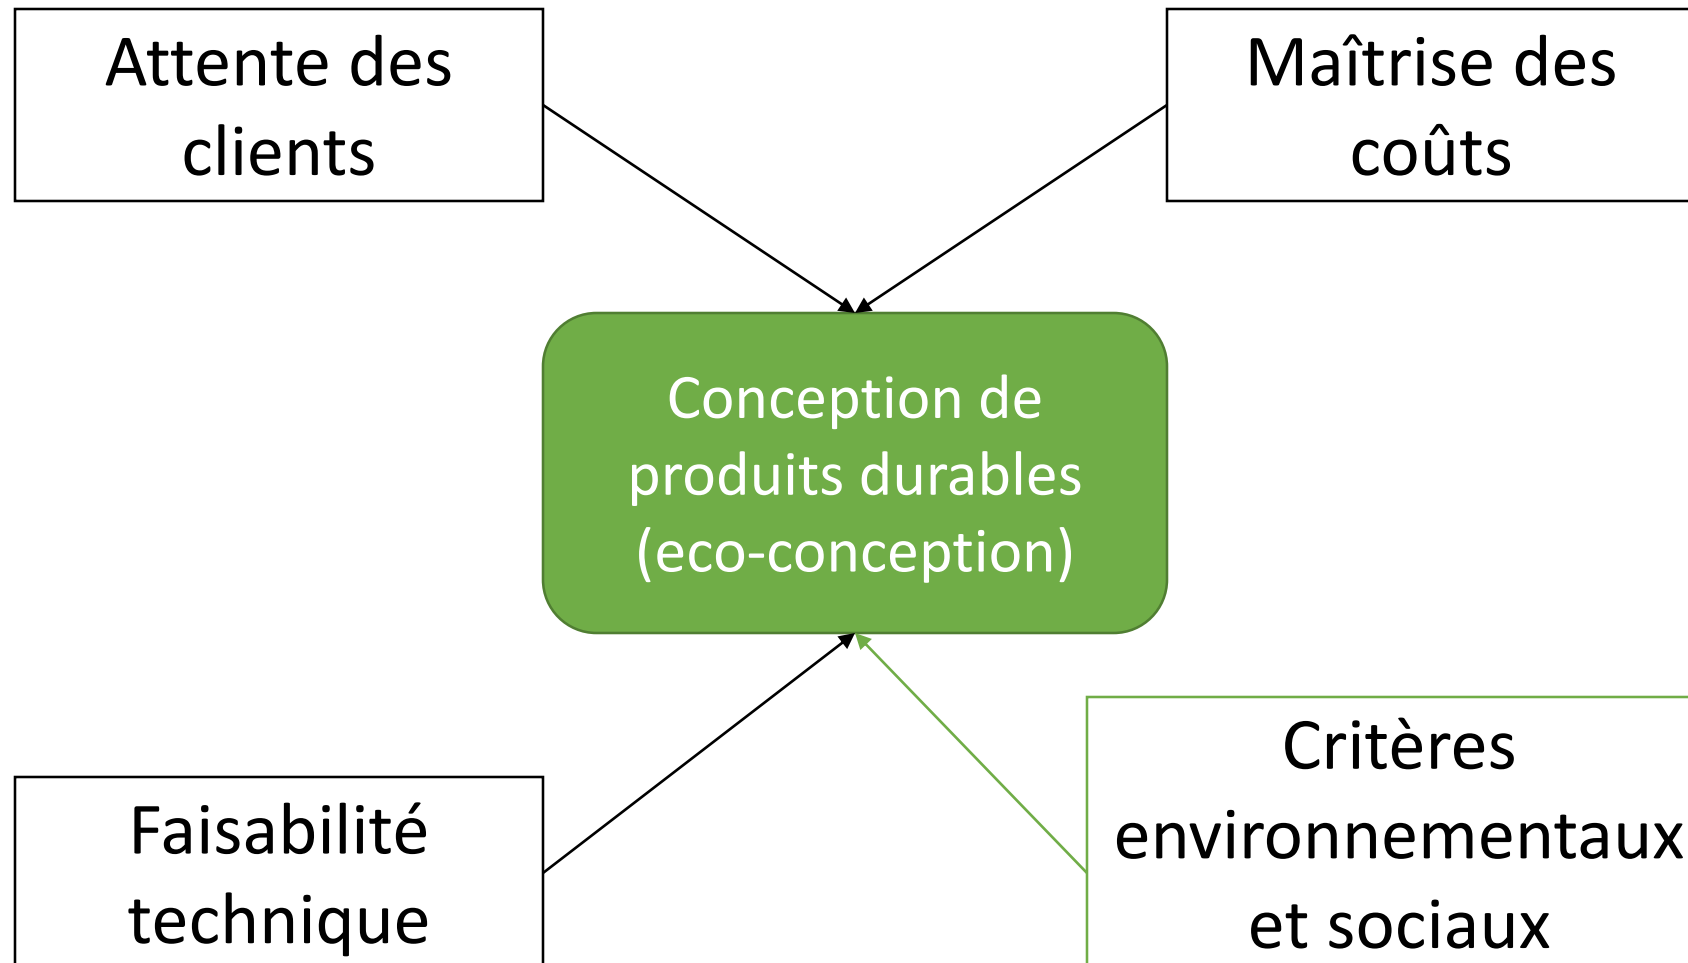 Attente des
clients
Maîtrise des
coûts
Conception de
produits durables
(eco-conception)
Faisabilité
technique
Critères
environnementaux
et sociaux